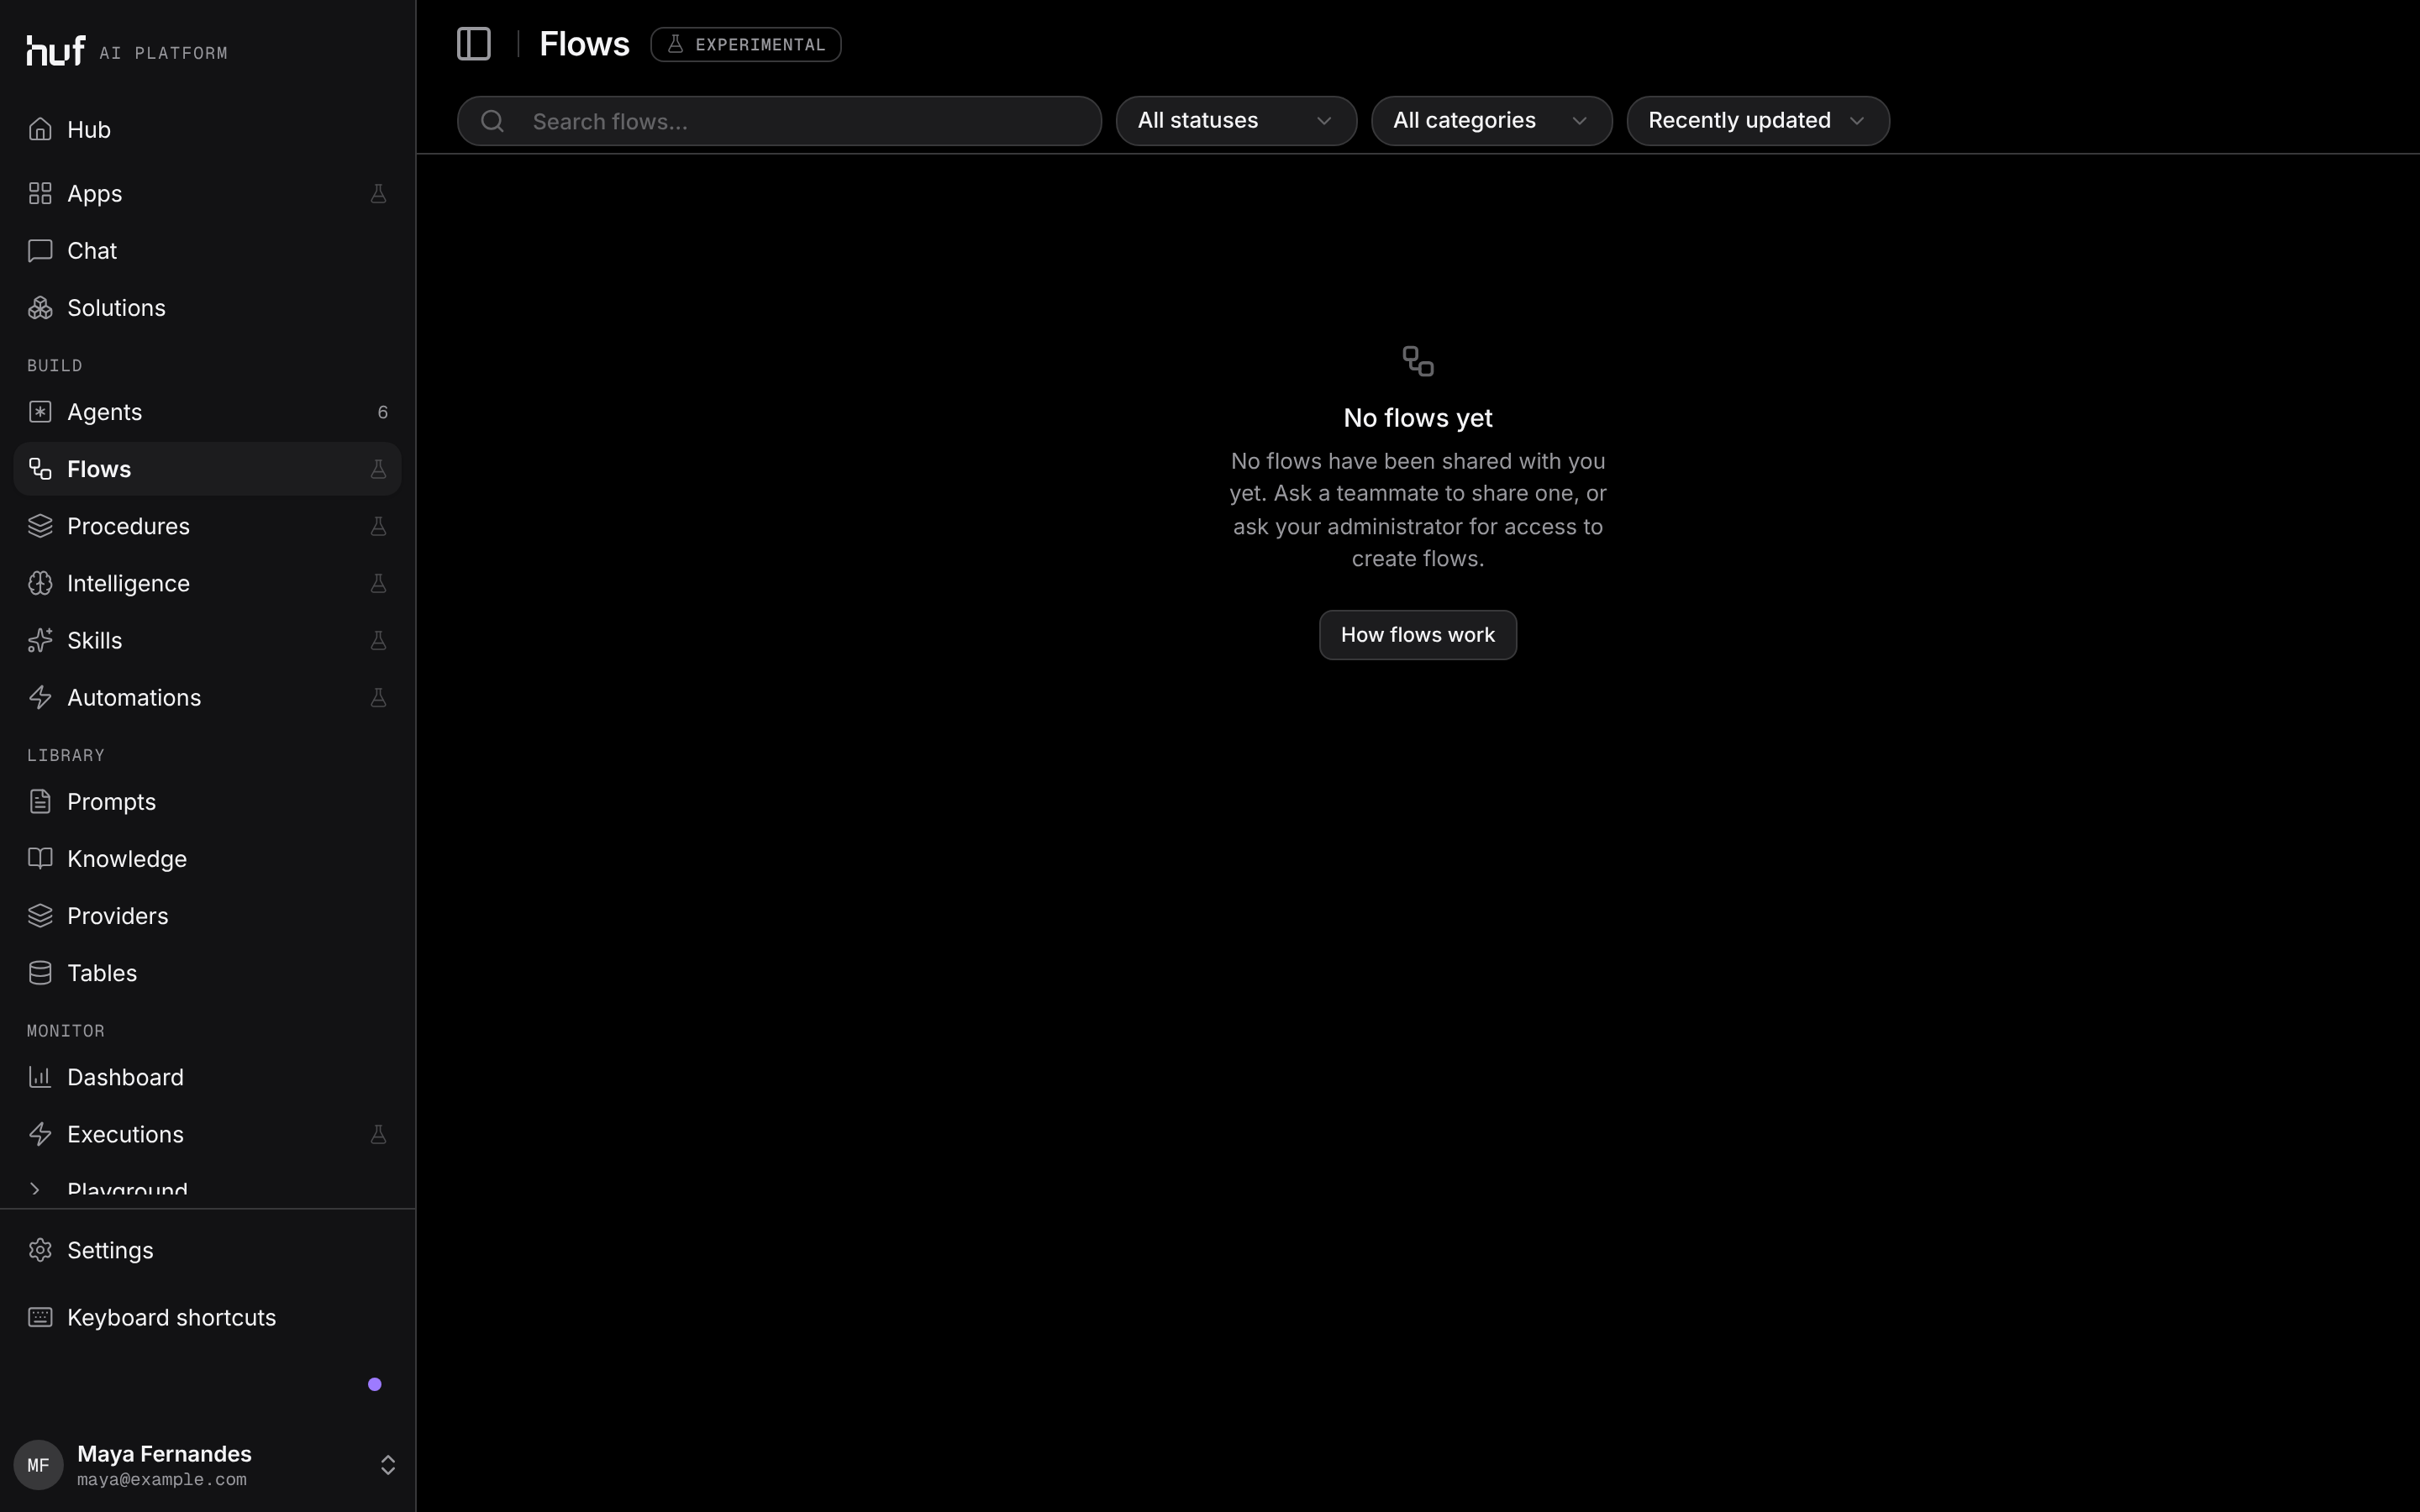 huf AI PLATFORM
Hub
Apps
Chat
Solutions
BUILD
Agents 6
Flows
Procedures
Intelligence
Skills
Automations
LIBRARY
Prompts
Knowledge
Providers
Tables
MONITOR
Dashboard
Executions
Playground
Settings
Keyboard shortcuts
MF
Maya Fernandes
maya@example.com
Flows EXPERIMENTAL
Search flows...
All statuses
All categories
Recently updated
No flows yet
No flows have been shared with you
yet. Ask a teammate to share one, or
ask your administrator for access to
create flows.
How flows work